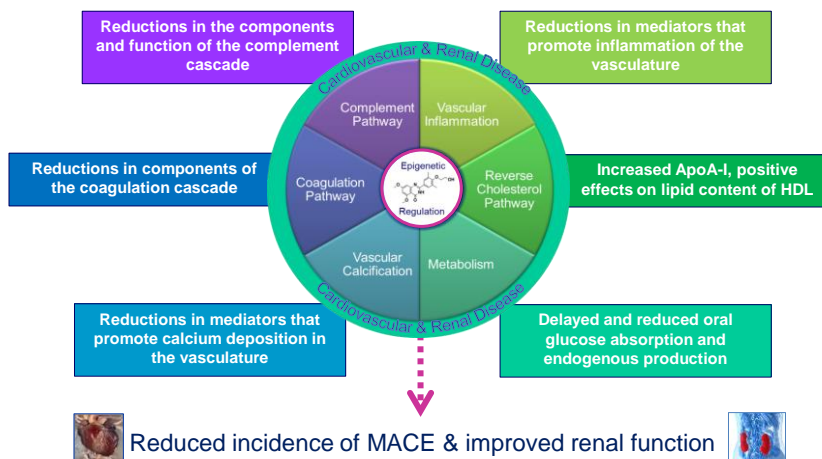 Reductions in the components
and function of the complement
cascade
Reductions in mediators that
promote inflammation of the
vasculature
Cardiovascular & Renal Disease
Complement
Pathway
Vascular
Inflammation
Reductions in components of
the coagulation cascade
Coagulation
Pathway
Epigenetic
Regulation
N
NH
O
O
O
O
OH
Reverse
Cholesterol
Pathway
Increased ApoA-I, positive
effects on lipid content of HDL
Vascular
Calcification
Metabolism
Cardiovascular & Renal Disease
Reductions in mediators that
promote calcium deposition in
the vasculature
Delayed and reduced oral
glucose absorption and
endogenous production
Reduced incidence of MACE & improved renal function